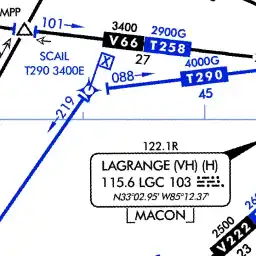 MPP
101
3400
2900G
V66
T258
27
SCAIL
T290 3400E
X
4000G
088
T290
45
219
122.1R
LAGRANGE (VH) (H)
115.6 LGC 103
N33°02.95' W85°12.37'
MACON
2500
V222
23